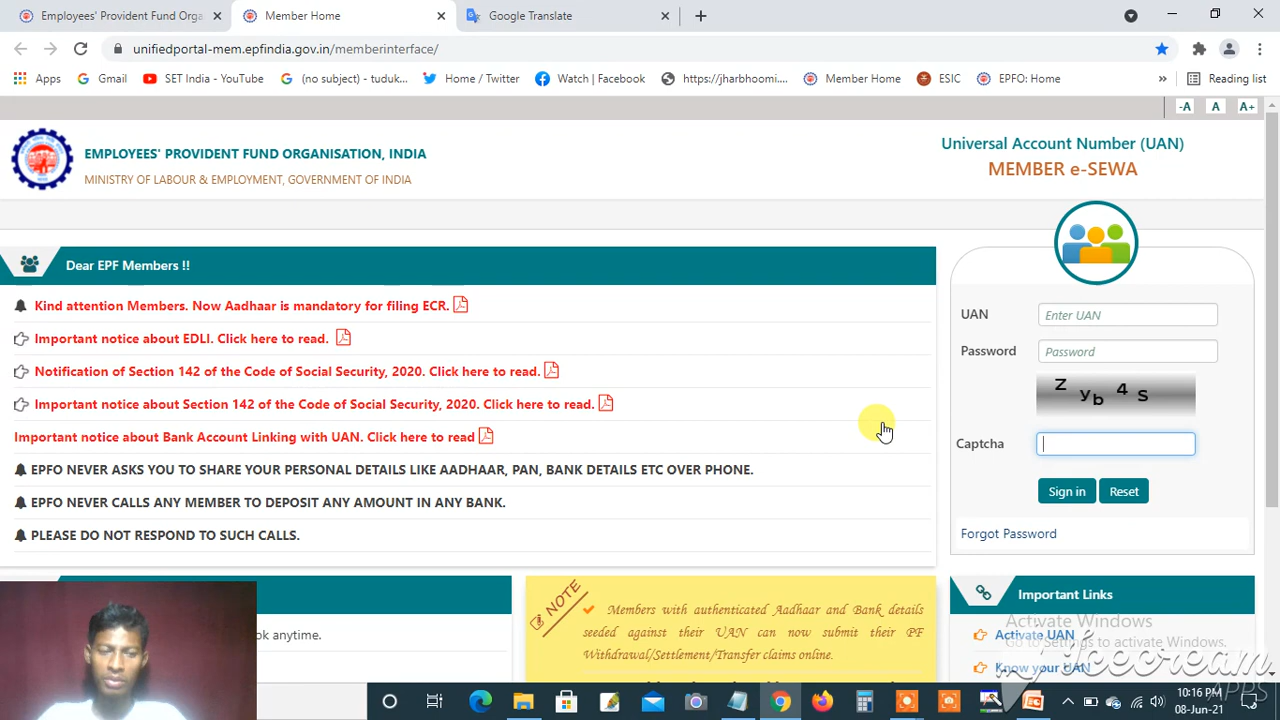 Employees' Provident Fund Orga
Member Home
Google Translate
unifiedportal-mem.epfindia.gov.in/memberinterface/
Apps
Gmail
SET India - YouTube
(no subject) - tuduk...
Home / Twitter
Watch | Facebook
https://jharbhoomi....
Member Home
ESIC
EPFO: Home
»
Reading list
-A A A+
EMPLOYEES' PROVIDENT FUND ORGANISATION, INDIA
MINISTRY OF LABOUR & EMPLOYMENT, GOVERNMENT OF INDIA
Universal Account Number (UAN)
MEMBER e-SEWA
Dear EPF Members !!
Kind attention Members. Now Aadhaar is mandatory for filing ECR.
Important notice about EDLI. Click here to read.
Notification of Section 142 of the Code of Social Security, 2020. Click here to read.
Important notice about Section 142 of the Code of Social Security, 2020. Click here to read.
Important notice about Bank Account Linking with UAN. Click here to read
EPFO NEVER ASKS YOU TO SHARE YOUR PERSONAL DETAILS LIKE AADHAAR, PAN, BANK DETAILS ETC OVER PHONE.
EPFO NEVER CALLS ANY MEMBER TO DEPOSIT ANY AMOUNT IN ANY BANK.
PLEASE DO NOT RESPOND TO SUCH CALLS.
UAN
Enter UAN
Password
Password
Z y b 4 s
Captcha
Sign in
Reset
Forgot Password
ook anytime.
NOTE
Members with authenticated Aadhaar and Bank details
seeded against their UAN can now submit their PF
Withdrawal/Settlement/Transfer claims online.
Important Links
Activate UAN
Know your UAN
Activate Windows
Go to Settings to activate Windows.
icecream
APPS
10:16 PM
08-Jun-21